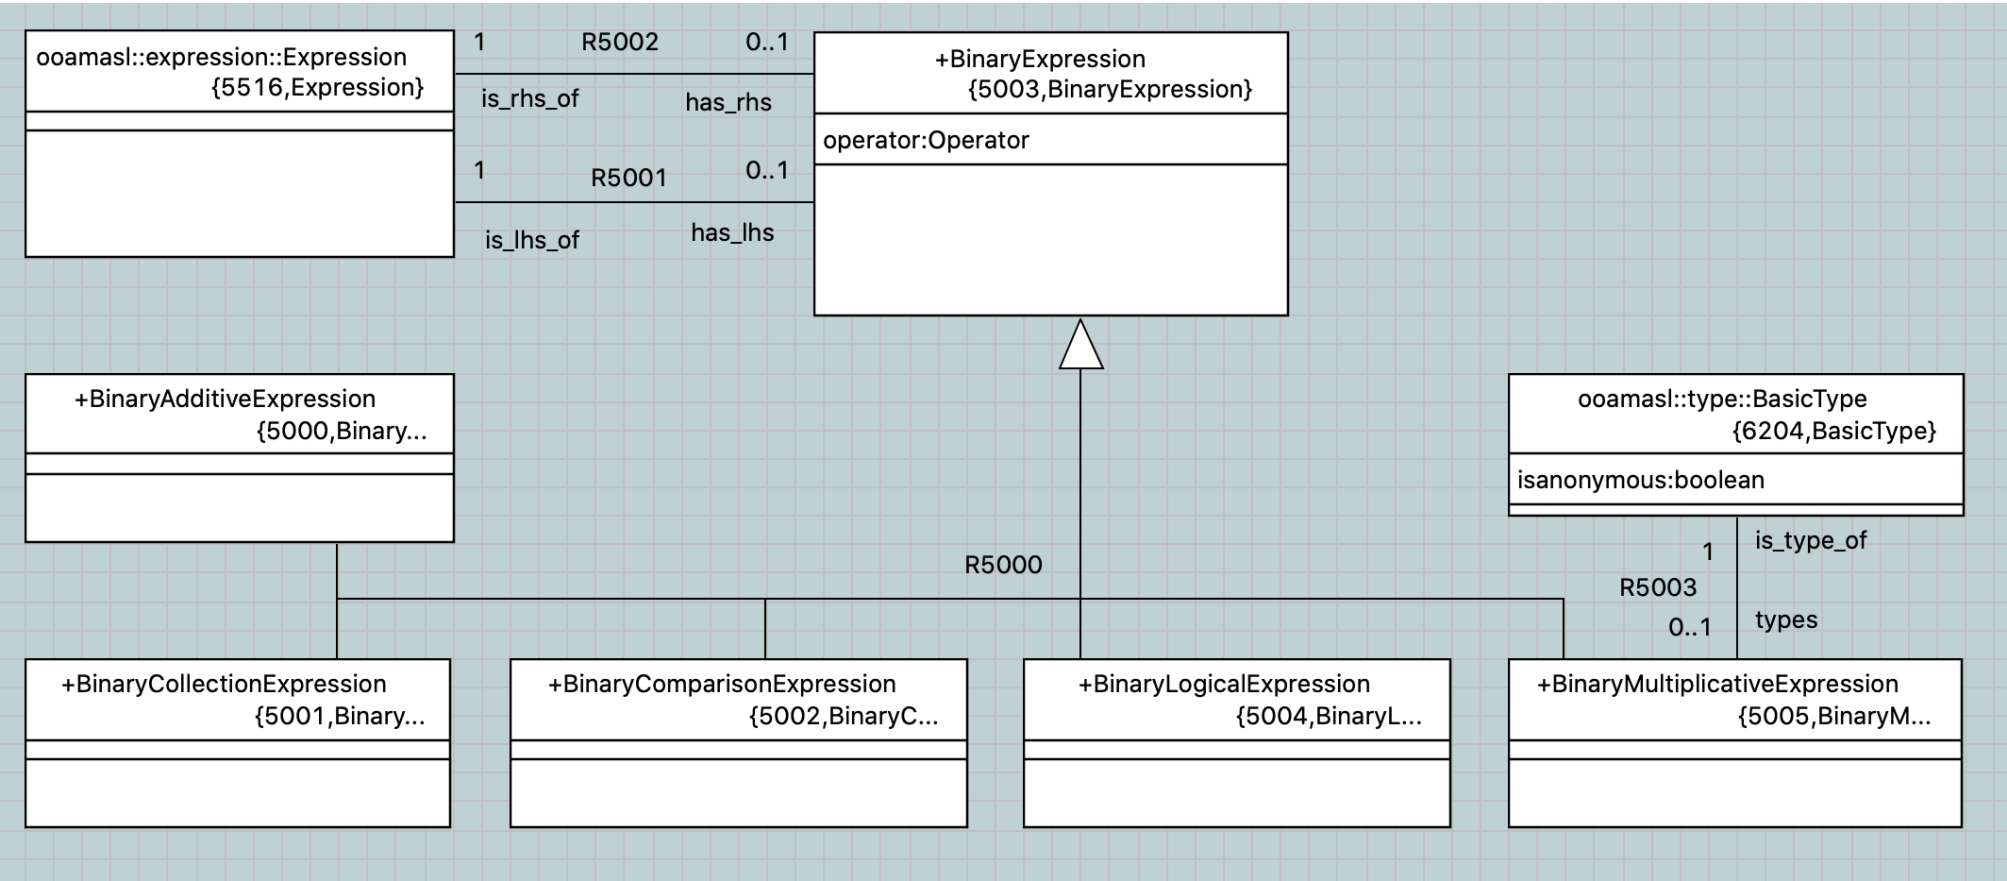 ooamasl::expression::Expression
{5516,Expression}
1
R5002
0..1
is_rhs_of
has_rhs
1
R5001
0..1
is_lhs_of
has_lhs
+BinaryExpression
{5003,BinaryExpression}
operator:Operator
+BinaryAdditiveExpression
{5000,Binary...
ooamasl::type::BasicType
{6204,BasicType}
isanonymous:boolean
R5000
1
is_type_of
R5003
0..1
types
+BinaryCollectionExpression
{5001,Binary...
+BinaryComparisonExpression
{5002,BinaryC...
+BinaryLogicalExpression
{5004,BinaryL...
+BinaryMultiplicativeExpression
{5005,BinaryM...